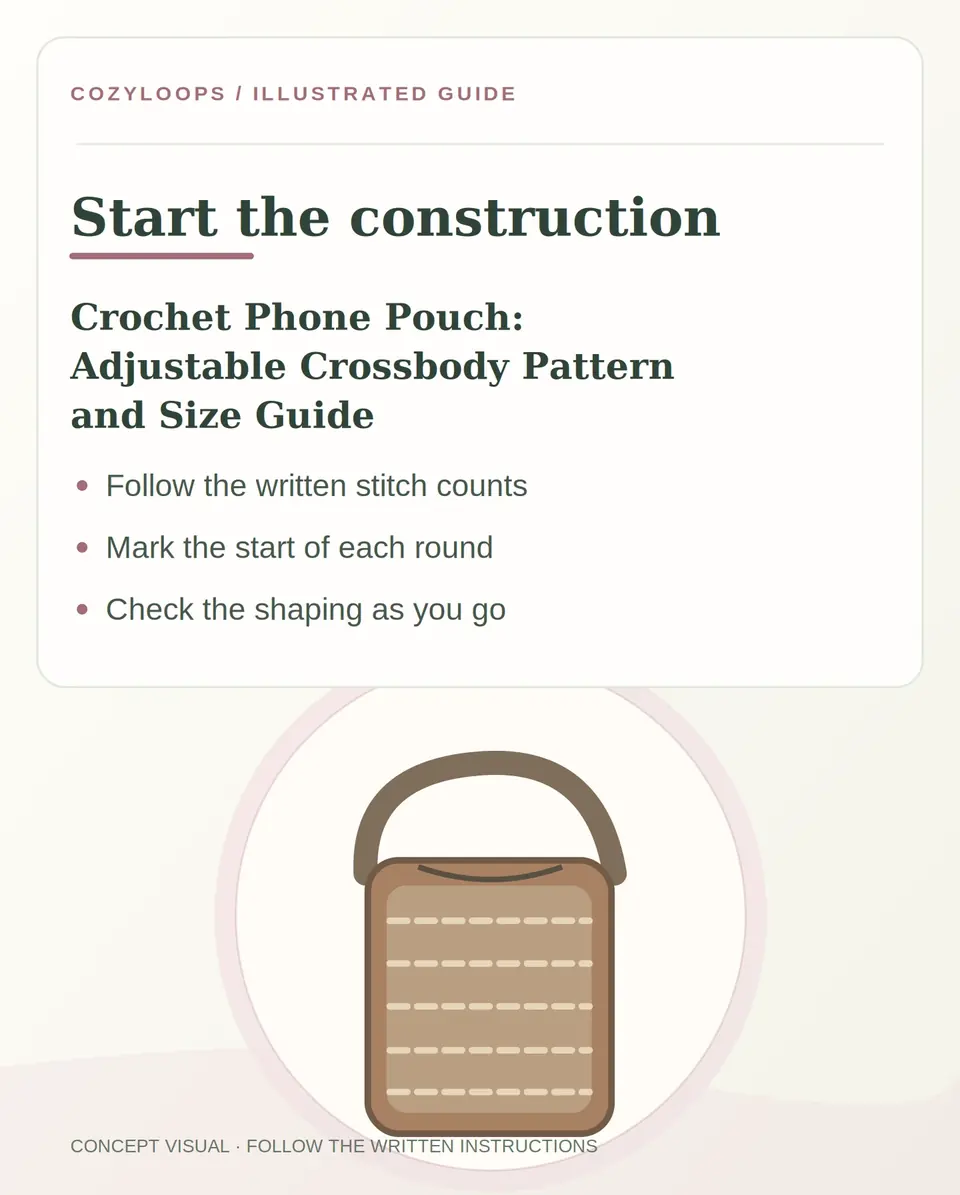 COZYLOOPS / ILLUSTRATED GUIDE
Start the construction
Crochet Phone Pouch:
Adjustable Crossbody Pattern
and Size Guide
• Follow the written stitch counts
• Mark the start of each round
• Check the shaping as you go
CONCEPT VISUAL · FOLLOW THE WRITTEN INSTRUCTIONS